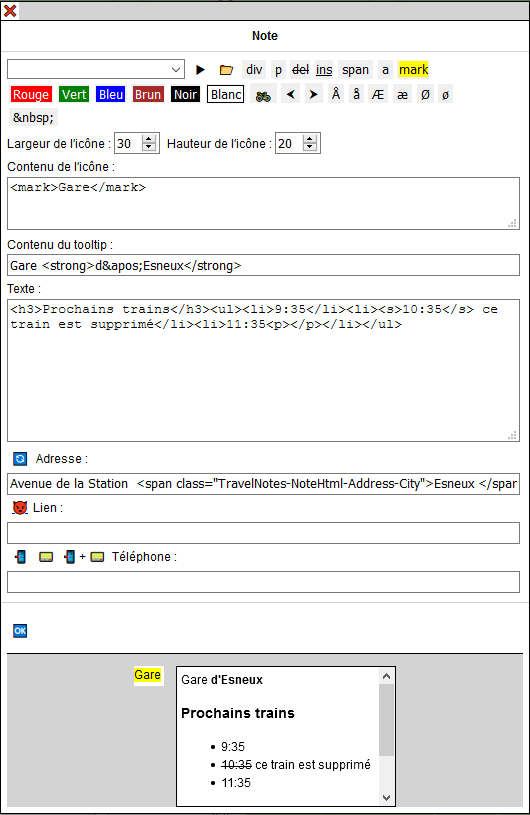 Note
div p del ins span a mark
Rouge Vert Bleu Brun Noir Blanc Å å Æ æ Ø ø
&nbsp;
Largeur de l'icône : 30 Hauteur de l'icône : 20
Contenu de l'icône :
<mark>Gare</mark>
Contenu du tooltip :
Gare <strong>d&apos;Esneux</strong>
Texte :
<h3>Prochains trains</h3><ul><li>9:35</li><li><s>10:35</s> ce
train est supprimé</li><li>11:35<p></p></li></ul>
Adresse :
Avenue de la Station <span class="TravelNotes-NoteHtml-Address-City">Esneux </span
Lien :
+ Téléphone :
OK
Gare
Gare d'Esneux
Prochains trains
• 9:35
• 10:35 ce train est supprimé
• 11:35